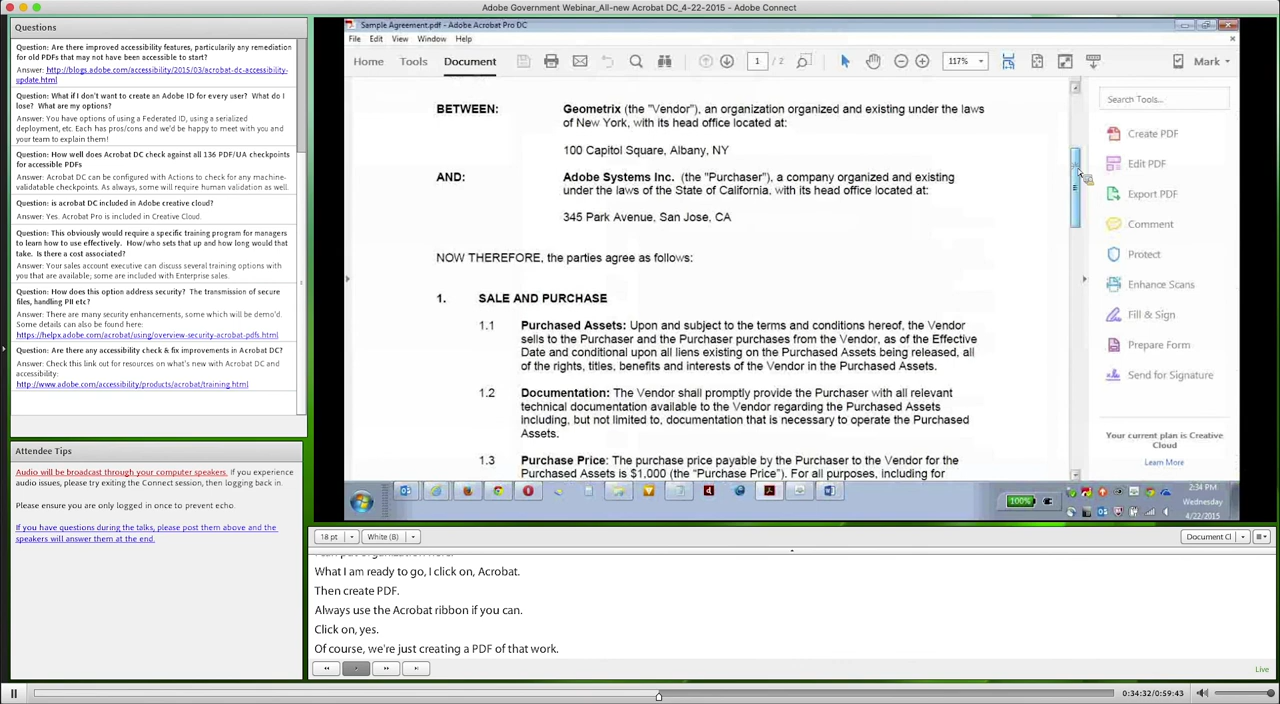 Adobe Government Webinar_All-new Acrobat DC_4-22-2015 - Adobe Connect
Questions
Question: Are there improved accessibility features, particularly any remediation
for old PDFs that may not have been accessible to start?
Answer: http://blogs.adobe.com/accessibility/2015/03/acrobat-dc-accessibility-
update.html
Question: What if I don't want to create an Adobe ID for every user? What do I
lose? What are my options?
Answer: You have options of using a Federated ID, using a serialized
deployment, etc. Each has pros/cons and we'd be happy to meet with you and
your team to explain them!
Question: How well does Acrobat DC check against all 136 PDF/UA checkpoints
for accessible PDFs
Answer: Acrobat DC can be configured with Actions to check for any machine-
validatable checkpoints. As always, some will require human validation as well.
Question: is acrobat DC included in Adobe creative cloud?
Answer: Yes. Acrobat Pro is included in Creative Cloud.
Question: This obviously would require a specific training program for managers
to learn how to use effectively. How/who sets that up and how long would that
take. Is there a cost associated?
Answer: Your sales account executive can discuss several training options with
you that are available; some are included with Enterprise sales.
Question: How does this option address security? The transmission of secure
files, handling PII etc?
Answer: There are many security enhancements, some which will be demo'd.
Some details can also be found here:
https://helpx.adobe.com/acrobat/using/overview-security-acrobat-pdfs.html
Question: Are there any accessibility check & fix improvements in Acrobat DC?
Answer: Check this link out for resources on what's new with Acrobat DC and
accessibility:
http://www.adobe.com/accessibility/products/acrobat/training.html
Attendee Tips
Audio will be broadcast through your computer speakers. If you experience
audio issues, please try exiting the Connect session, then logging back in.
Please ensure you are only logged in once to prevent echo.
If you have questions during the talks, please post them above and the
speakers will answer them at the end.
Sample Agreement.pdf - Adobe Acrobat Pro DC
File Edit View Window Help
Home Tools Document 1 / 2 117% Mark
BETWEEN: Geometrix (the "Vendor"), an organization organized and existing under the laws
of New York, with its head office located at:
100 Capitol Square, Albany, NY
AND: Adobe Systems Inc. (the "Purchaser"), a company organized and existing
under the laws of the State of California, with its head office located at:
345 Park Avenue, San Jose, CA
NOW THEREFORE, the parties agree as follows:
1. SALE AND PURCHASE
1.1 Purchased Assets: Upon and subject to the terms and conditions hereof, the Vendor
sells to the Purchaser and the Purchaser purchases from the Vendor, as of the Effective
Date and conditional upon all liens existing on the Purchased Assets being released, all
of the rights, titles, benefits and interests of the Vendor in the Purchased Assets.
1.2 Documentation: The Vendor shall promptly provide the Purchaser with all relevant
technical documentation available to the Vendor regarding the Purchased Assets
including, but not limited to, documentation that is necessary to operate the Purchased
Assets.
1.3 Purchase Price: The purchase price payable by the Purchaser to the Vendor for the
Purchased Assets is $1,000 (the "Purchase Price"). For all purposes, including for
Search Tools...
Create PDF
Edit PDF
Export PDF
Comment
Protect
Enhance Scans
Fill & Sign
Prepare Form
Send for Signature
Your current plan is Creative
Cloud
Learn More
100%
2:34 PM
Wednesday
4/22/2015
18 pt White (B) Document Cl
What I am ready to go, I click on, Acrobat.
Then create PDF.
Always use the Acrobat ribbon if you can.
Click on, yes.
Of course, we're just creating a PDF of that work.
Live
0:34:32/0:59:43